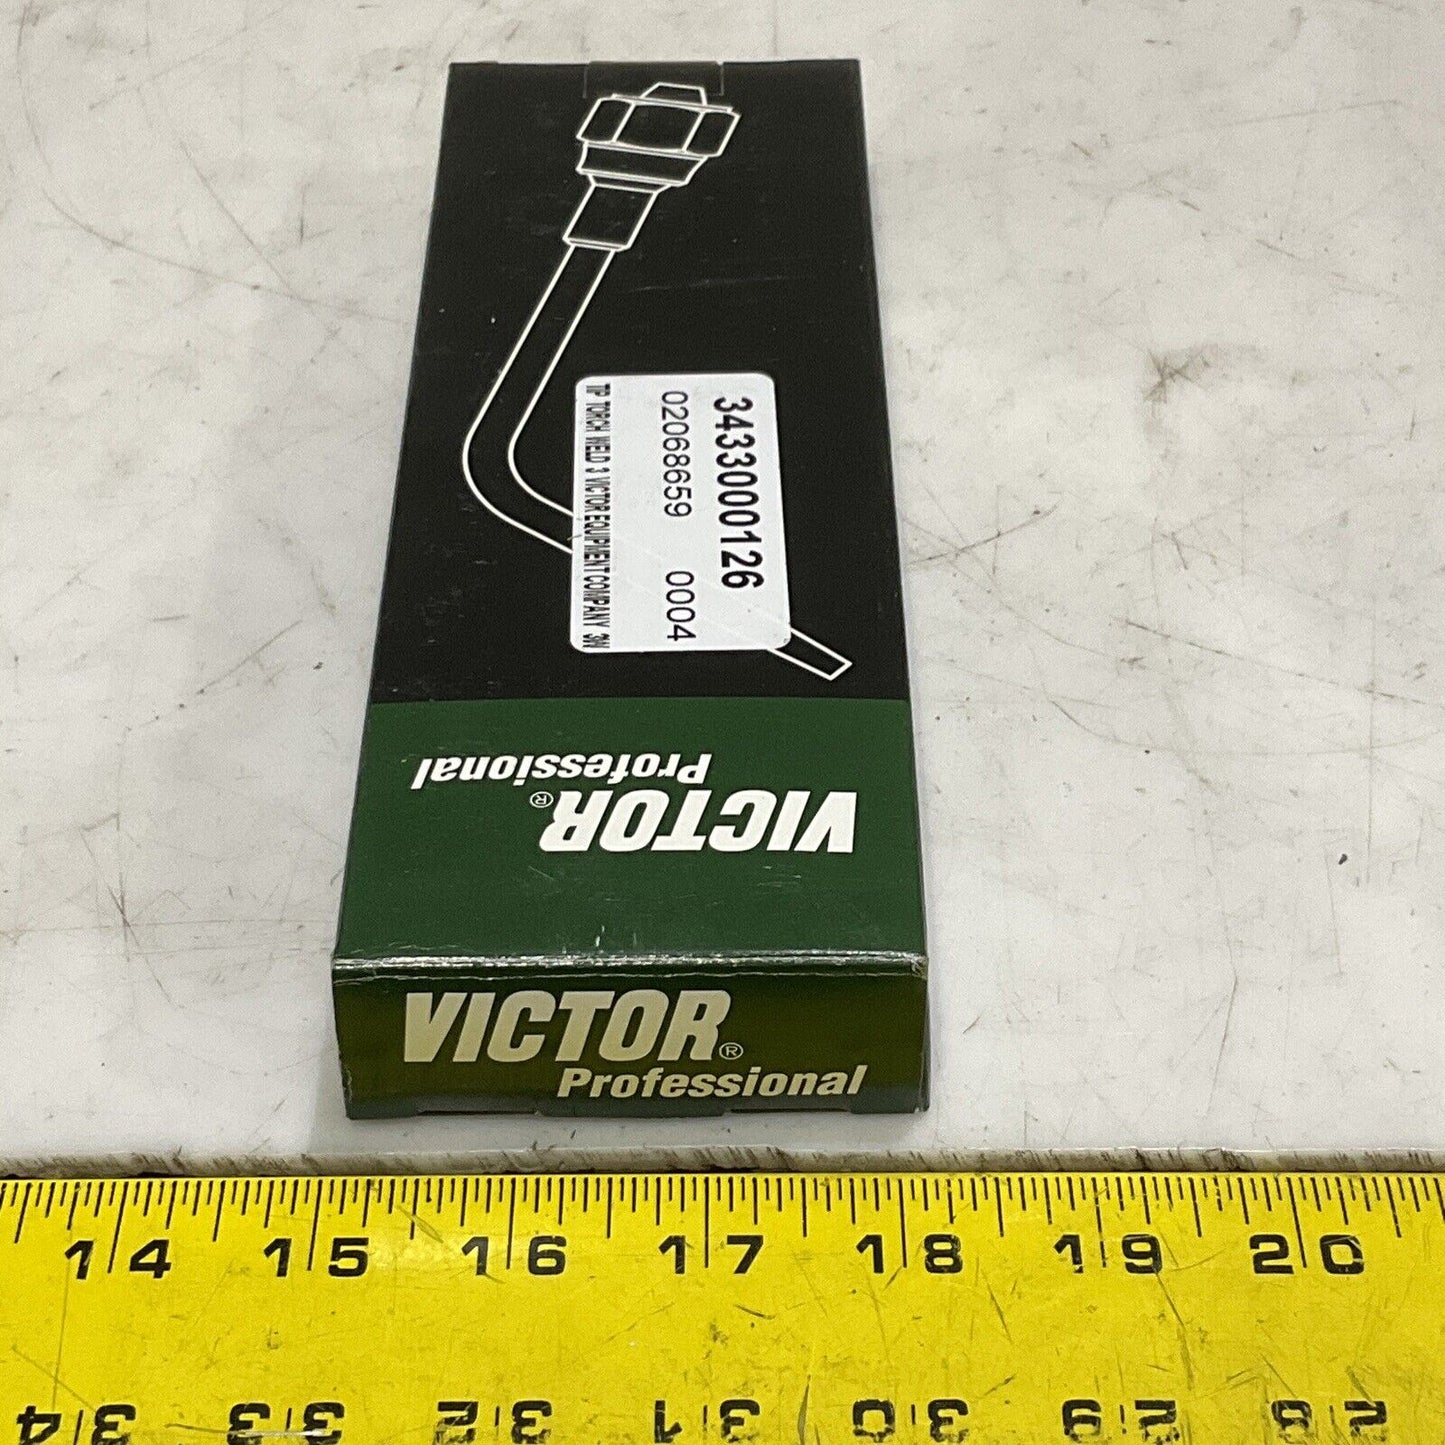 3433000126
02068659 0004
TIP TORCH WELD 3 VICTOR EQUIPMENT COMPANY 3W
VICTOR®
Professional
VICTOR®
Professional
14 15 16 17 18 19 20
34 33 32 31 30 29 28